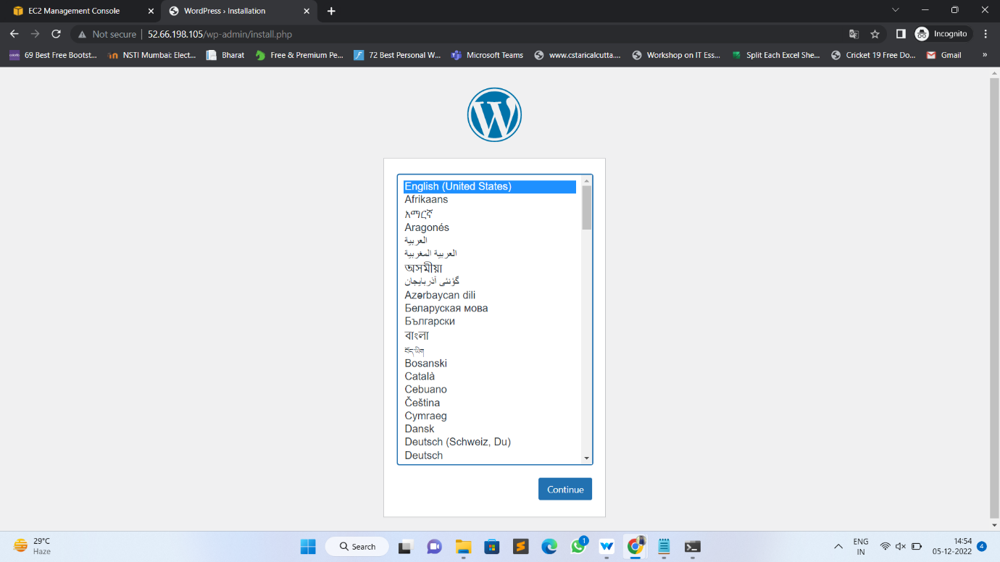 EC2 Management Console
WordPress › Installation
Not secure
52.66.198.105/wp-admin/install.php
Incognito
69 Best Free Bootst...
NSTI Mumbai: Elect...
Bharat
Free & Premium Pe...
72 Best Personal W...
Microsoft Teams
www.cstaricalcutta....
Workshop on IT Ess...
Split Each Excel She...
Cricket 19 Free Do...
Gmail
»
English (United States)
Afrikaans
አማርኛ
Aragonés
العربية
العربية المغربية
অসমীয়া
گؤنئی آذربایجان
Azərbaycan dili
Беларуская мова
Български
বাংলা
བོད་ཡིག
Bosanski
Català
Cebuano
Čeština
Cymraeg
Dansk
Deutsch (Schweiz, Du)
Deutsch
Continue
29°C
Haze
Search
1
ENG
IN
14:54
05-12-2022
4